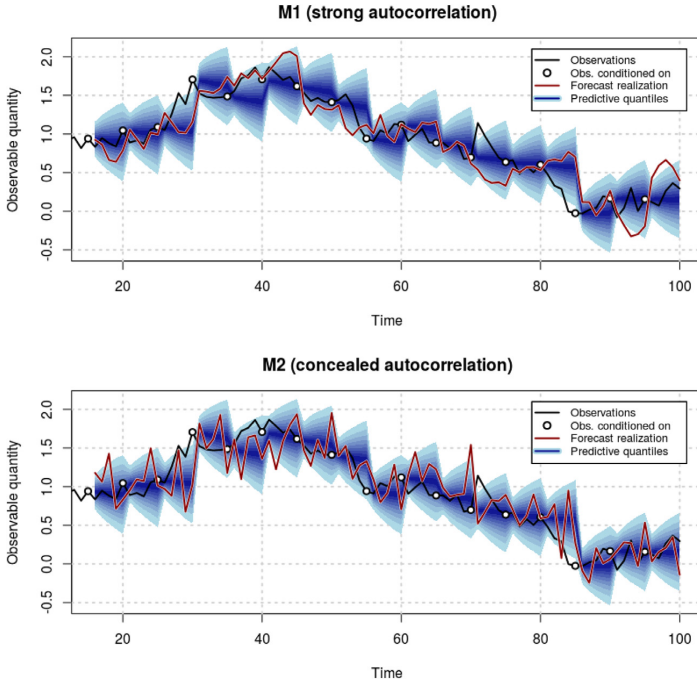 M1 (strong autocorrelation)
Observable quantity
2.0
1.5
1.0
0.5
0.0
-0.5
Observations
Obs. conditioned on
Forecast realization
Predictive quantiles
20 40 60 80 100
Time
M2 (concealed autocorrelation)
Observable quantity
2.0
1.5
1.0
0.5
0.0
-0.5
Observations
Obs. conditioned on
Forecast realization
Predictive quantiles
20 40 60 80 100
Time